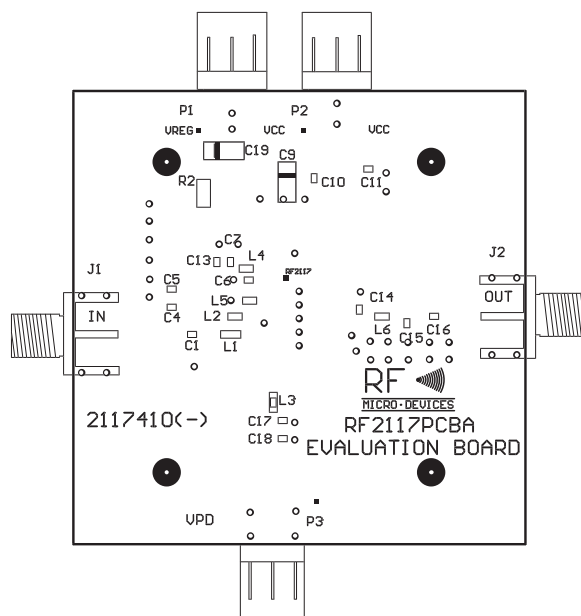 P1
P2
VREG
VCC
VCC
C19
C9
R2
C10
C11
C7
C13
L4
J1
J2
RF2117
C5
C6
L5
C14
OUT
C4
IN
L2
L6
C15
C16
C1
L1
RF
MICRO·DEVICES
L3
2117410(-)
C17
RF2117PCBA
C18
EVALUATION BOARD
VPD
P3